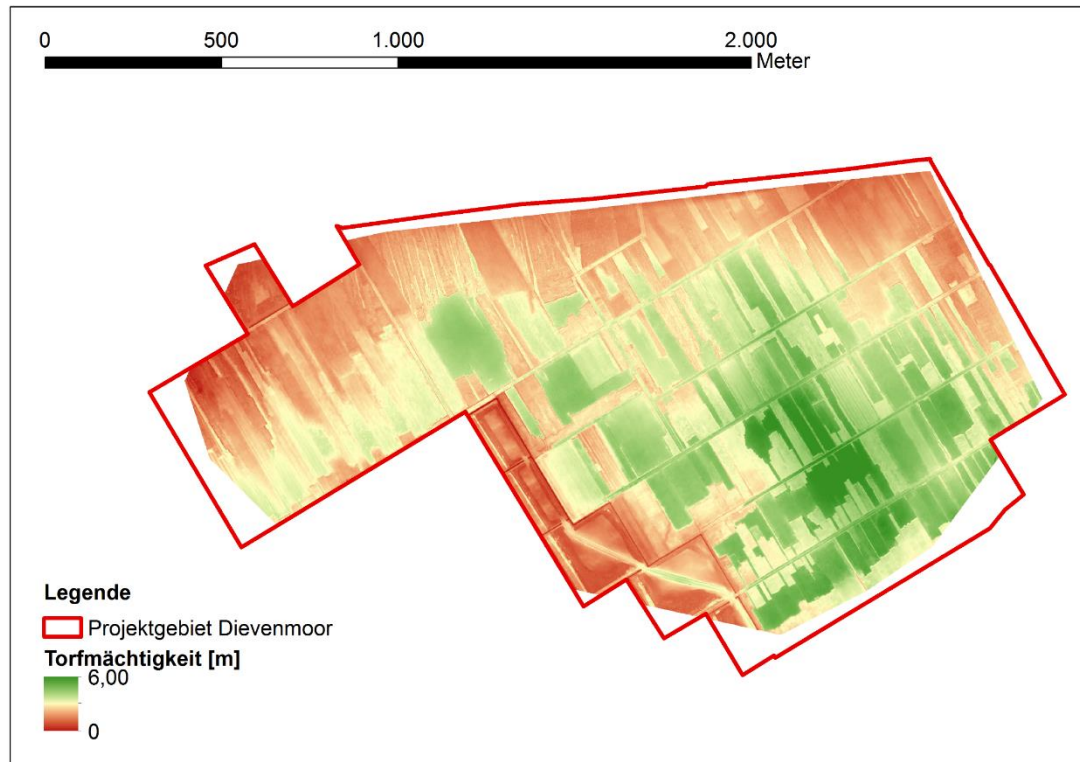 0 500 1.000 2.000
Meter
Legende
Projektgebiet Dievenmoor
Torfmächtigkeit [m]
6,00
0